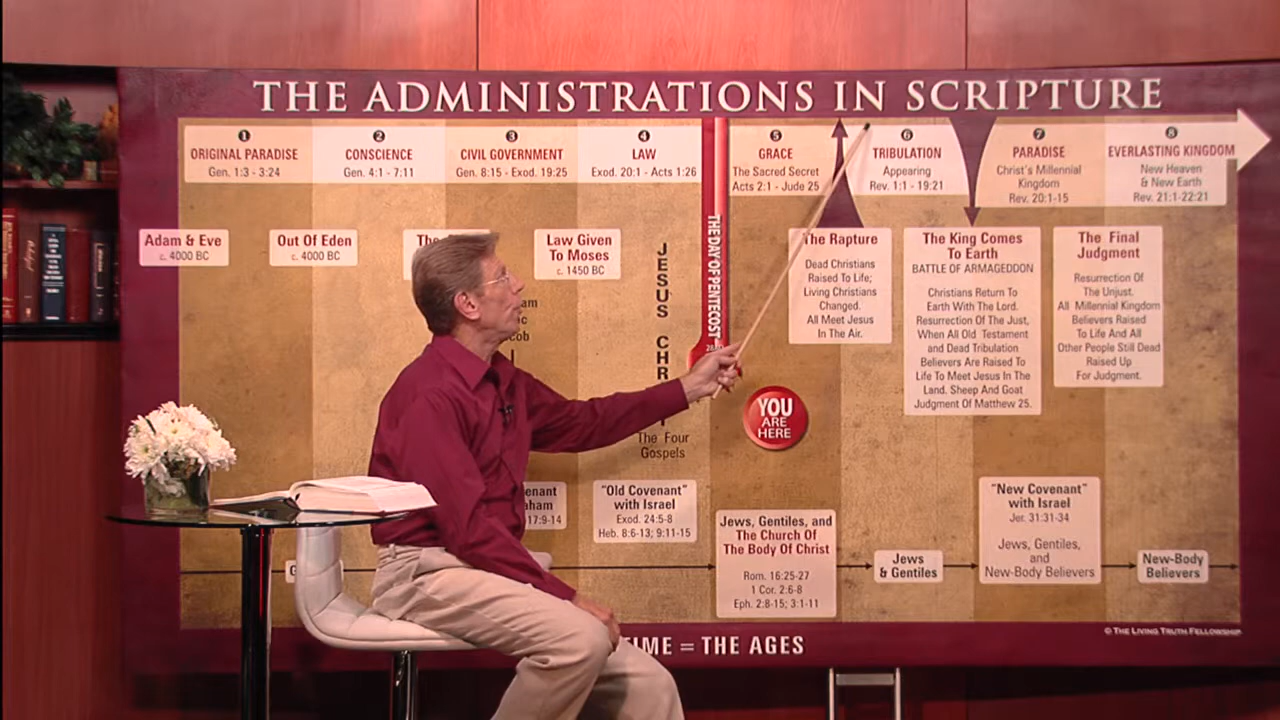 THE ADMINISTRATIONS IN SCRIPTURE
1
ORIGINAL PARADISE
Gen. 1:3 - 3:24
2
CONSCIENCE
Gen. 4:1 - 7:11
3
CIVIL GOVERNMENT
Gen. 8:15 - Exod. 19:25
4
LAW
Exod. 20:1 - Acts 1:26
5
GRACE
The Sacred Secret
Acts 2:1 - Jude 25
6
TRIBULATION
Appearing
Rev. 1:1 - 19:21
7
PARADISE
Christ's Millennial
Kingdom
Rev. 20:1-15
8
EVERLASTING KINGDOM
New Heaven
& New Earth
Rev. 21:1-22:21
Adam & Eve
c. 4000 BC
Out Of Eden
c. 4000 BC
The
Law Given
To Moses
c. 1450 BC
JESUS CHR
The Four
Gospels
THE DAY OF PENTECOST
YOU
ARE
HERE
The Rapture
Dead Christians
Raised To Life;
Living Christians
Changed.
All Meet Jesus
In The Air.
The King Comes
To Earth
BATTLE OF ARMAGEDDON
Christians Return To
Earth With The Lord.
Resurrection Of The Just,
When All Old Testament
and Dead Tribulation
Believers Are Raised To
Life To Meet Jesus In The
Land. Sheep And Goat
Judgment Of Matthew 25.
The Final
Judgment
Resurrection Of
The Unjust.
All Millennial Kingdom
Believers Raised
To Life And All
Other People Still Dead
Raised Up
For Judgment.
enant
aham
17:9-14
"Old Covenant"
with Israel
Exod. 24:5-8
Heb. 8:6-13; 9:11-15
Jews, Gentiles, and
The Church Of
The Body Of Christ
Rom. 16:25-27
1 Cor. 2:6-8
Eph. 2:8-15; 3:1-11
Jews
& Gentiles
"New Covenant"
with Israel
Jer. 31:31-34
Jews, Gentiles,
and
New-Body Believers
New-Body
Believers
IME = THE AGES
© THE LIVING TRUTH FELLOWSHIP